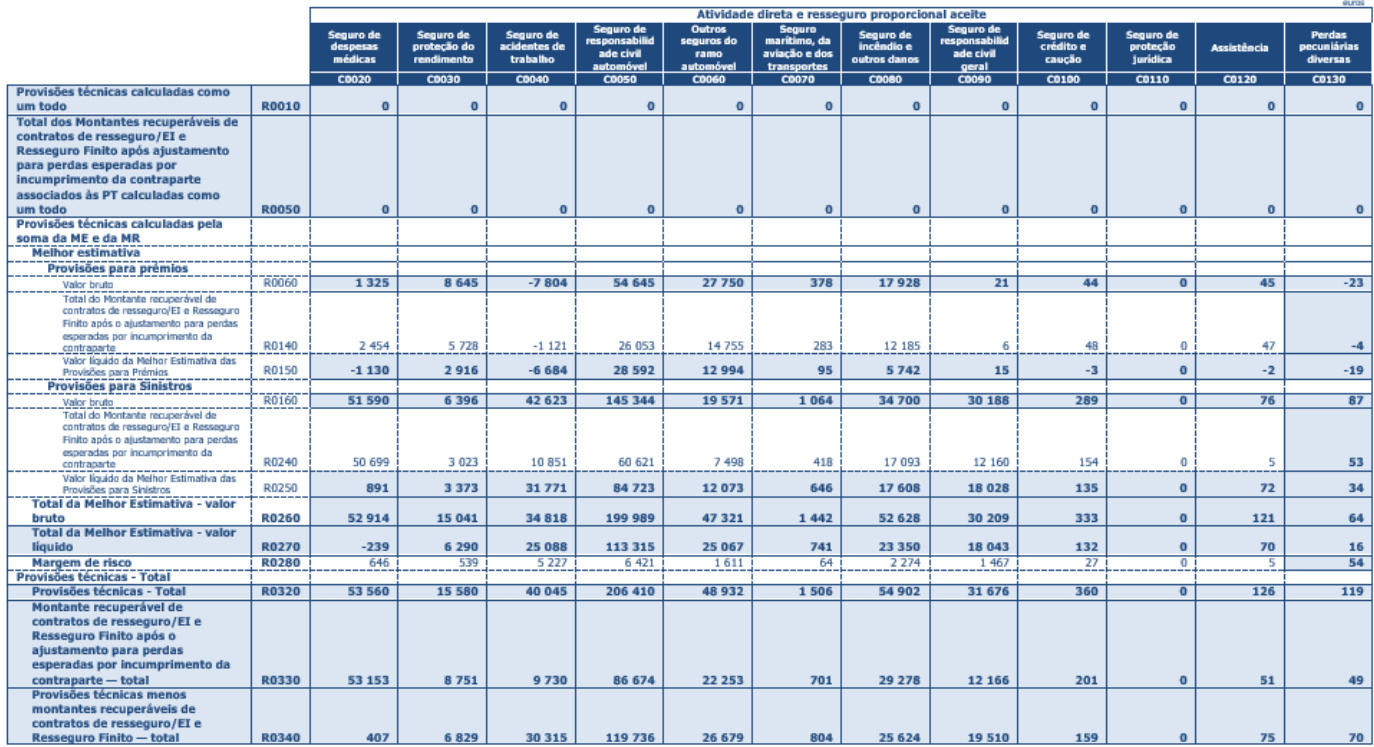 euros
Atividade direta e resseguro proporcional aceite
Seguro de despesas médicas Seguro de proteção do rendimento Seguro de acidentes de trabalho Seguro de responsabilid ade civil automóvel Outros seguros do ramo automóvel Seguro marítimo, da aviação e dos transportes Seguro de incêndio e outros danos Seguro de responsabilid ade civil geral Seguro de crédito e caução Seguro de proteção jurídica Assistência Perdas pecuniárias diversas
C0020 C0030 C0040 C0050 C0060 C0070 C0080 C0090 C0100 C0110 C0120 C0130
Provisões técnicas calculadas como
um todo R0010 0 0 0 0 0 0 0 0 0 0 0 0
Total dos Montantes recuperáveis de
contratos de resseguro/EI e
Resseguro Finito após ajustamento
para perdas esperadas por
incumprimento da contraparte
associados às PT calculadas como
um todo R0050 0 0 0 0 0 0 0 0 0 0 0 0
Provisões técnicas calculadas pela
soma da ME e da MR
Melhor estimativa
Provisões para prémios
Valor bruto R0060 1 325 8 645 -7 804 54 645 27 750 378 17 928 21 44 0 45 -23
Total do Montante recuperável de
contratos de resseguro/EI e Resseguro
Finito após o ajustamento para perdas
esperadas por incumprimento da
contraparte R0140 2 454 5 728 -1 121 26 053 14 755 283 12 185 6 48 0 47 -4
Valor líquido da Melhor Estimativa das
Provisões para Prémios R0150 -1 130 2 916 -6 684 28 592 12 994 95 5 742 15 -3 0 -2 -19
Provisões para Sinistros
Valor bruto R0160 51 590 6 396 42 623 145 344 19 571 1 064 34 700 30 188 289 0 76 87
Total do Montante recuperável de
contratos de resseguro/EI e Resseguro
Finito após o ajustamento para perdas
esperadas por incumprimento da
contraparte R0240 50 699 3 023 10 851 60 621 7 498 418 17 093 12 160 154 0 5 53
Valor líquido da Melhor Estimativa das
Provisões para Sinistros R0250 891 3 373 31 771 84 723 12 073 646 17 608 18 028 135 0 72 34
Total da Melhor Estimativa - valor
bruto R0260 52 914 15 041 34 818 199 989 47 321 1 442 52 628 30 209 333 0 121 64
Total da Melhor Estimativa - valor
líquido R0270 -239 6 290 25 088 113 315 25 067 741 23 350 18 043 132 0 70 16
Margem de risco R0280 646 539 5 227 6 421 1 611 64 2 274 1 467 27 0 5 54
Provisões técnicas - Total
Provisões técnicas - Total R0320 53 560 15 580 40 045 206 410 48 932 1 506 54 902 31 676 360 0 126 119
Montante recuperável de
contratos de resseguro/EI e
Resseguro Finito após o
ajustamento para perdas
esperadas por incumprimento da
contraparte — total R0330 53 153 8 751 9 730 86 674 22 253 701 29 278 12 166 201 0 51 49
Provisões técnicas menos
montantes recuperáveis de
contratos de resseguro/EI e
Resseguro Finito — total R0340 407 6 829 30 315 119 736 26 679 804 25 624 19 510 159 0 75 70